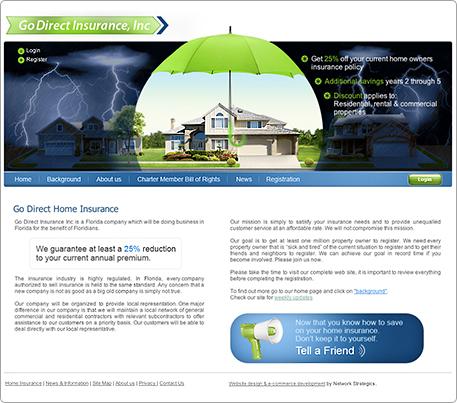 Go Direct Insurance, Inc
Login
Register
Get 25% off your current home owners
insurance policy
Additional savings years 2 through 5
Discount applies to:
Residential, rental & commercial
properties
Home
Background
About us
Charter Member Bill of Rights
News
Registration
Login
Go Direct Home Insurance
Go Direct Insurance Inc is a Florida company which will be doing business in
Florida for the benefit of Floridians.
We guarantee at least a 25% reduction
to your current annual premium.
The insurance industry is highly regulated. In Florida, every company
authorized to sell insurance is held to the same standard. Any concern that a
new company is not as good as a big old company is simply not true.
Our company will be organized to provide local representation. One major
difference in our company is that we will maintain a local network of general
commercial and residential contractors with relevant subcontractors to offer
assistance to our customers on a priority basis. Our customers will be able to
deal directly with our local representative.
Our mission is simply to satisfy your insurance needs and to provide unequalled
customer service at an affordable rate. We will not compromise this mission.
Our goal is to get at least one million property owner to register. We need every
property owner that is "sick and tired" of the current situation to register and to get their
friends and neighbors to register. We can achieve our goal in record time if you
become involved. Please join us now.
Please take the time to visit our complete web site, it is important to review everything
before completing the registration.
To find out more go to our home page and click on "background".
Check our site for weekly updates
Now that you know how to save
on your home insurance.
Don't keep it to yourself.
Tell a Friend
Home Insurance | News & Information | Site Map | About us | Privacy | Contact Us
Website design & e-commerce development by Network Strategics.